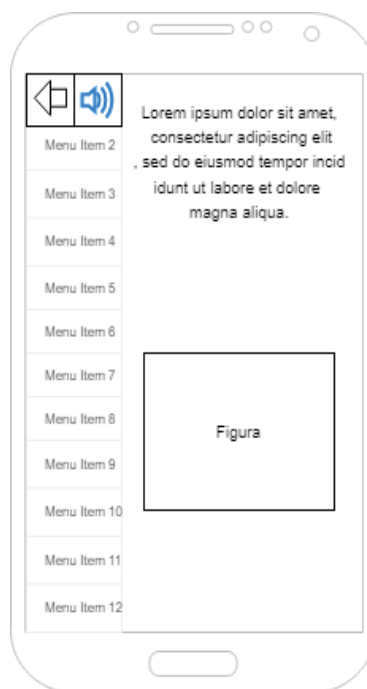 Menu Item 2
Menu Item 3
Menu Item 4
Menu Item 5
Menu Item 6
Menu Item 7
Menu Item 8
Menu Item 9
Menu Item 10
Menu Item 11
Menu Item 12
Lorem ipsum dolor sit amet,
consectetur adipiscing elit
, sed do eiusmod tempor incid
idunt ut labore et dolore
magna aliqua.
Figura